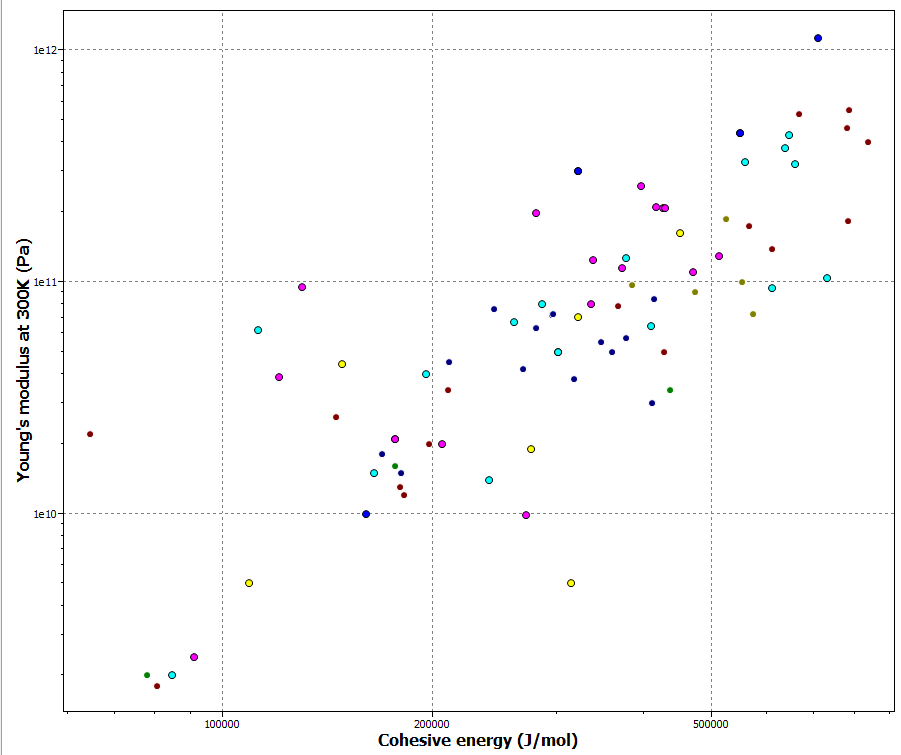 1e12
1e11
1e10
Young's modulus at 300K (Pa)
100000
200000
500000
Cohesive energy (J/mol)